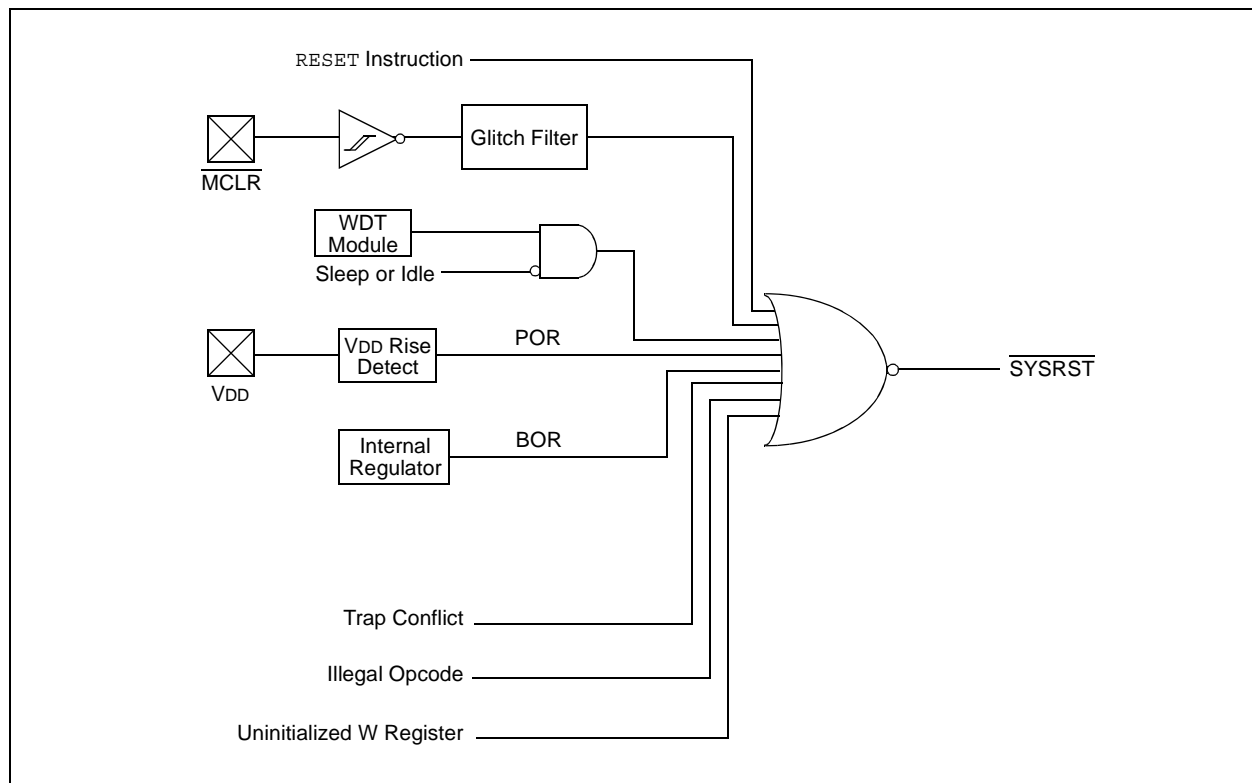 RESET Instruction
Glitch Filter
MCLR
WDT
Module
Sleep or Idle
VDD Rise
Detect
POR
VDD
SYSRST
Internal
Regulator
BOR
Trap Conflict
Illegal Opcode
Uninitialized W Register